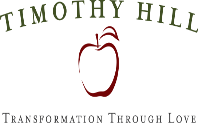 TIMOTHY HILL
TRANSFORMATION THROUGH LOVE